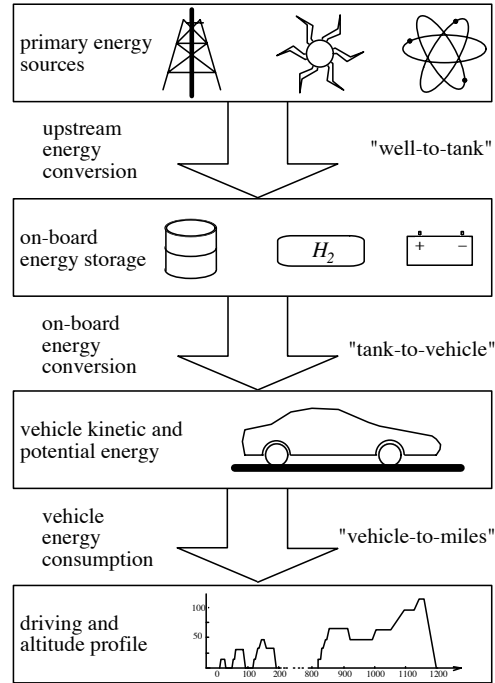 primary energy
sources
upstream
energy
conversion
"well-to-tank"
on-board
energy storage
H2
+ −
on-board
energy
conversion
"tank-to-vehicle"
vehicle kinetic and
potential energy
vehicle
energy
consumption
"vehicle-to-miles"
driving and
altitude profile
100
50
0 50 100 150 200 ... 800 900 1000 1100 1200